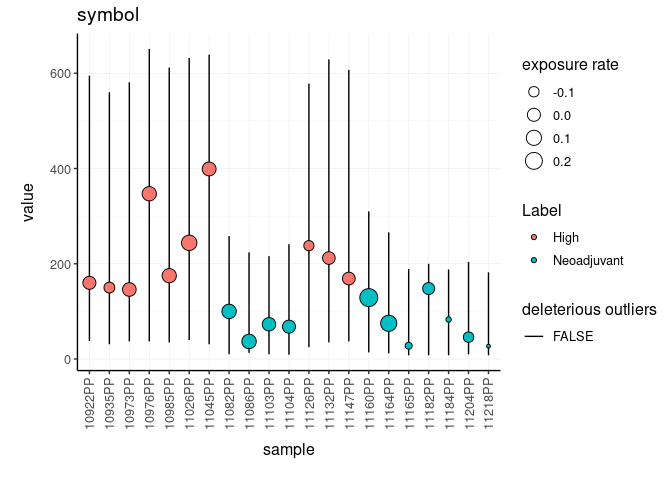 symbol
value
600
400
200
0
10922PP
10935PP
10973PP
10976PP
10985PP
11026PP
11045PP
11082PP
11086PP
11103PP
11104PP
11126PP
11132PP
11147PP
11160PP
11164PP
11165PP
11182PP
11184PP
11204PP
11218PP
sample
exposure rate
-0.1
0.0
0.1
0.2
Label
High
Neoadjuvant
deleterious outliers
FALSE